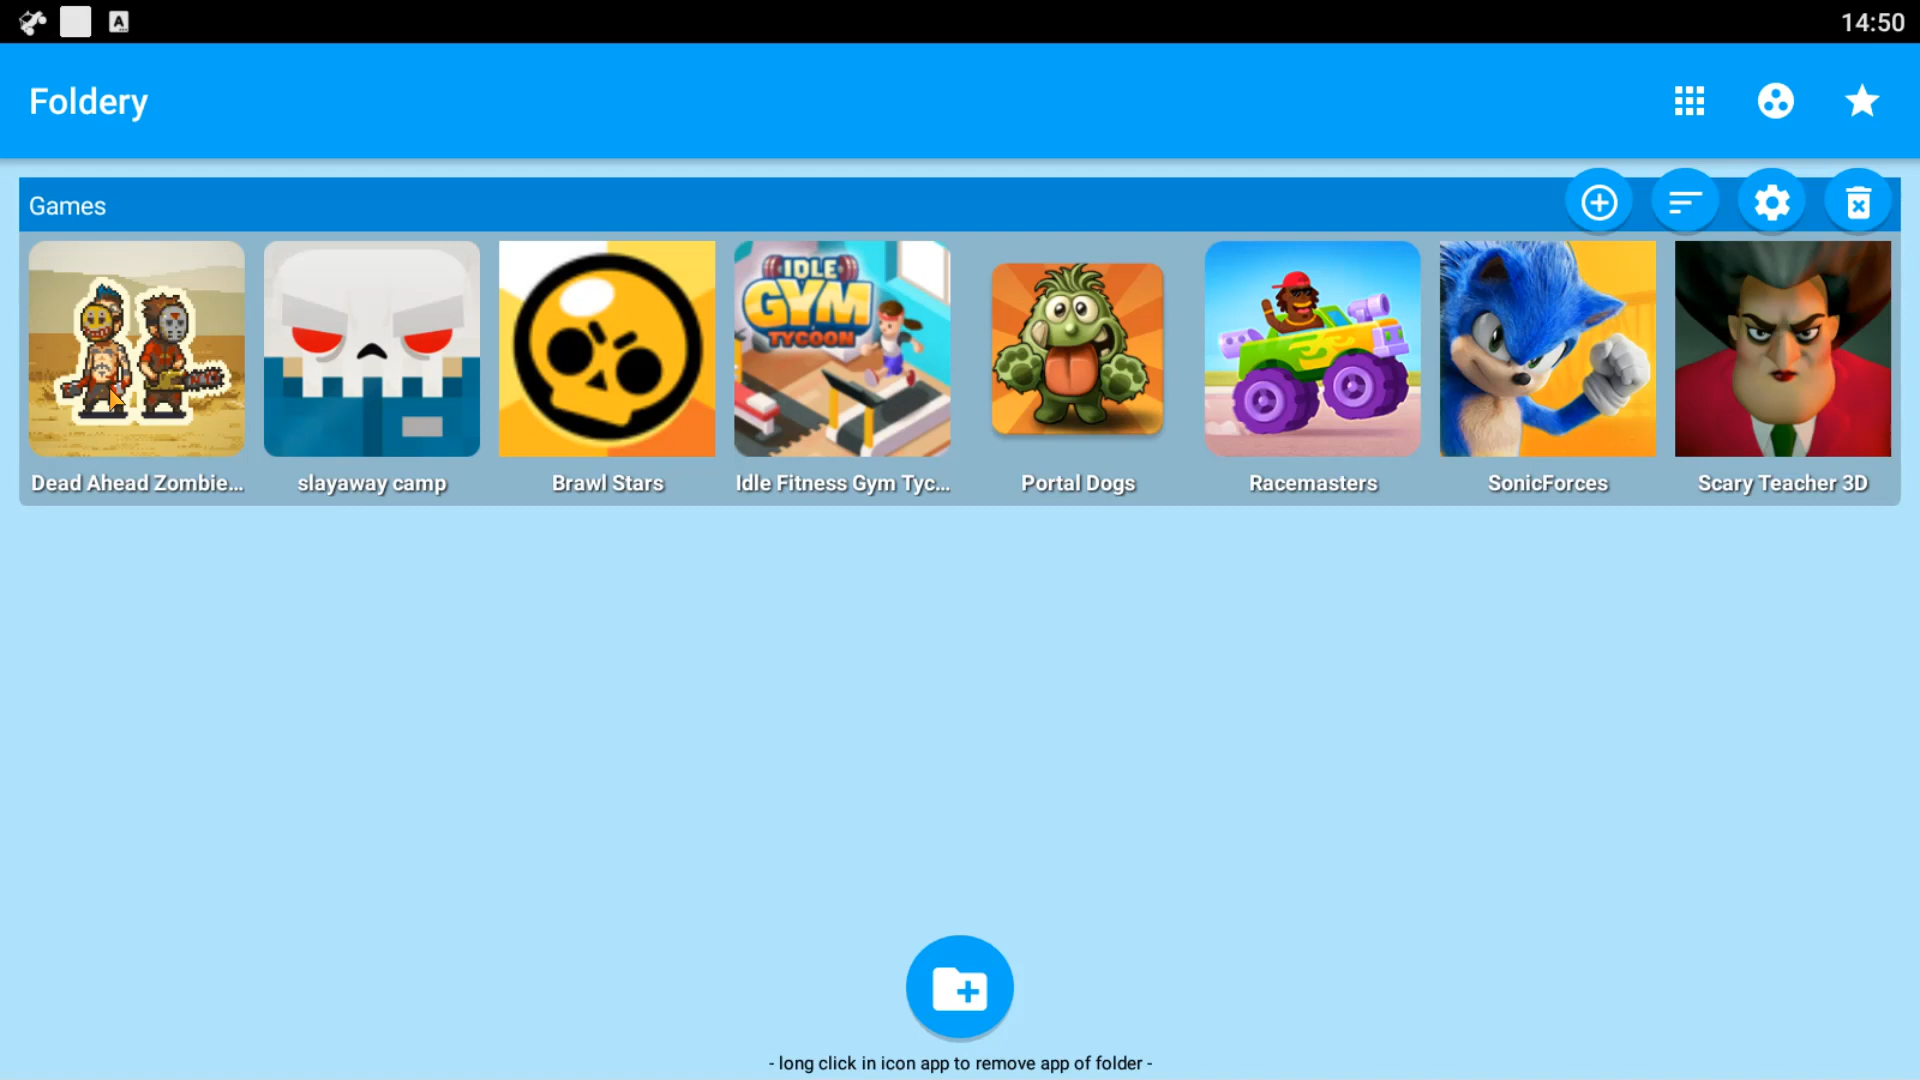 A
14:50
Foldery
Games
IDLE
GYM
TYCOON
Dead Ahead Zombie...
slayaway camp
Brawl Stars
Idle Fitness Gym Tyc...
Portal Dogs
Racemasters
SonicForces
Scary Teacher 3D
- long click in icon app to remove app of folder -